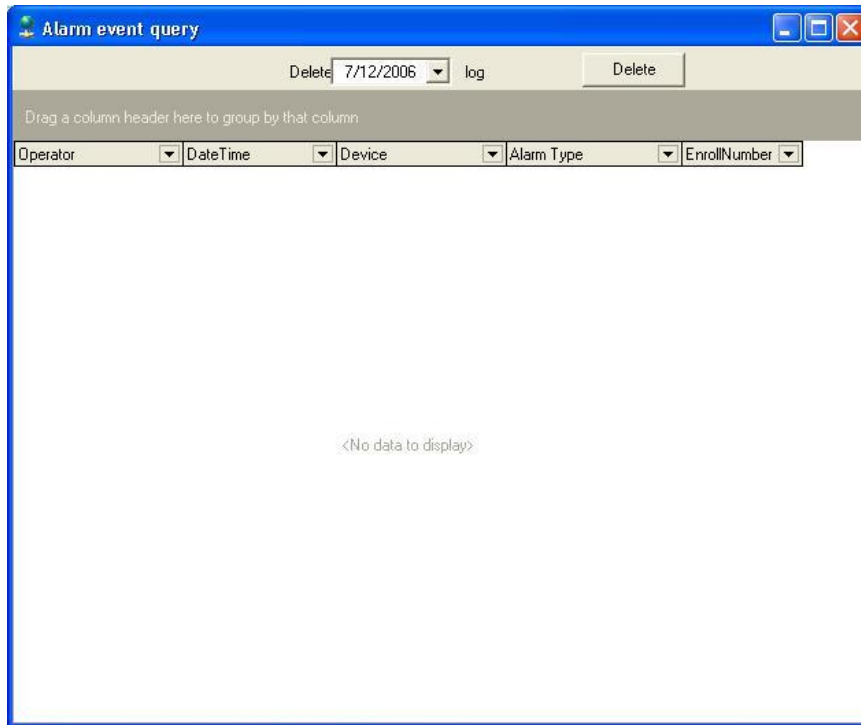 Alarm event query
Delete 7/12/2006 log Delete
Drag a column header here to group by that column
Operator DateTime Device Alarm Type EnrollNumber
<No data to display>